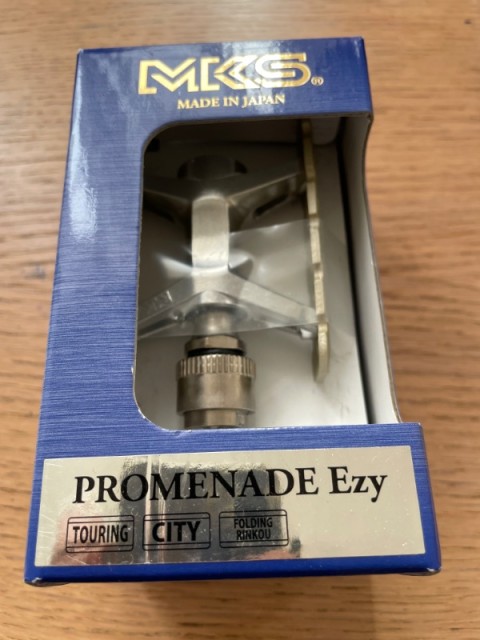 MKS®
MADE IN JAPAN
PROMENADE Ezy
TOURING
CITY
FOLDING
RINKOU